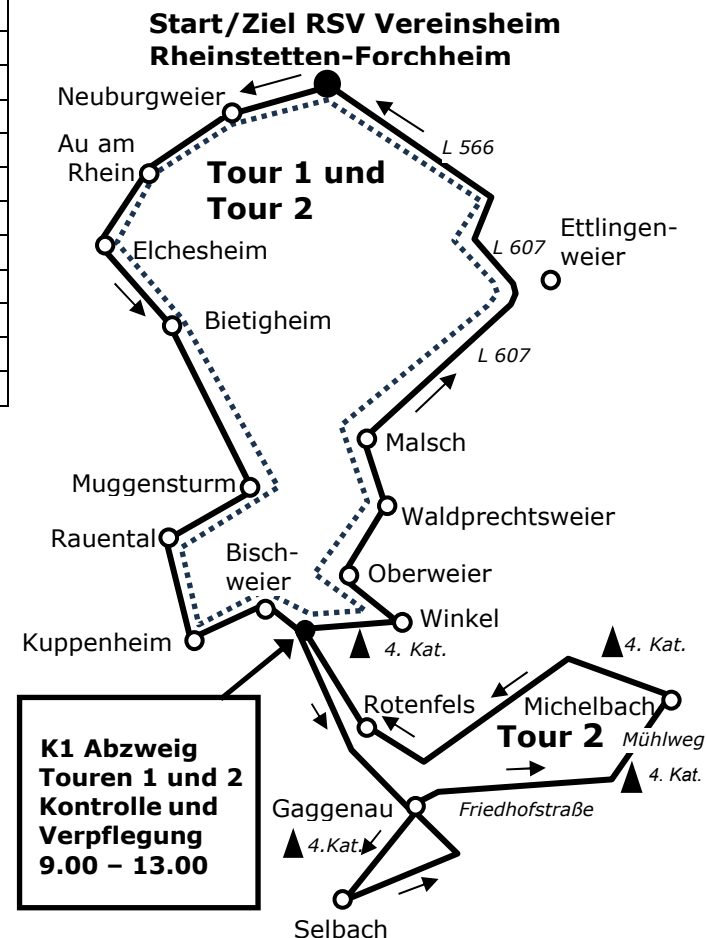 Start/Ziel RSV Vereinsheim
Rheinstetten-Forchheim
Neuburgweier
Au am
Rhein
L 566
Tour 1 und
Tour 2
Ettlingen-
weier
Elchesheim
L 607
Bietigheim
L 607
Malsch
Muggensturm
Waldprechtsweier
Rauental
Bisch-
weier
Oberweier
Winkel
Kuppenheim
4. Kat.
4. Kat.
Rotenfels
Michelbach
Tour 2
Mühlweg
K1 Abzweig
Touren 1 und 2
Kontrolle und
Verpflegung
9.00 – 13.00
4. Kat.
Gaggenau
Friedhofstraße
4.Kat.
Selbach